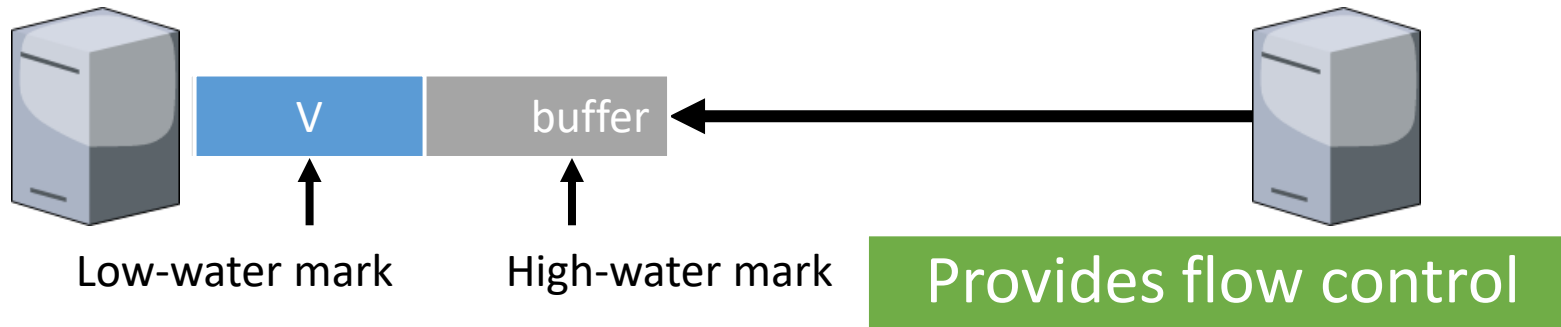 V
buffer
Low-water mark
High-water mark
Provides flow control